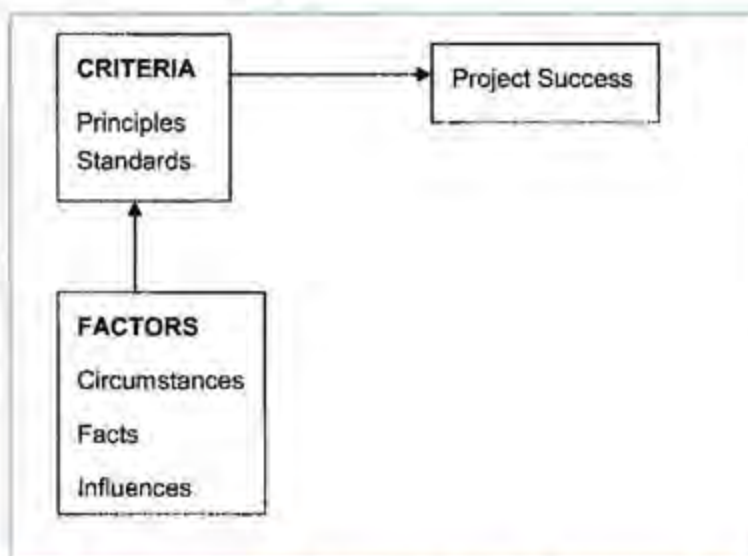 CRITERIA
Principles
Standards
Project Success
FACTORS
Circumstances
Facts
Influences